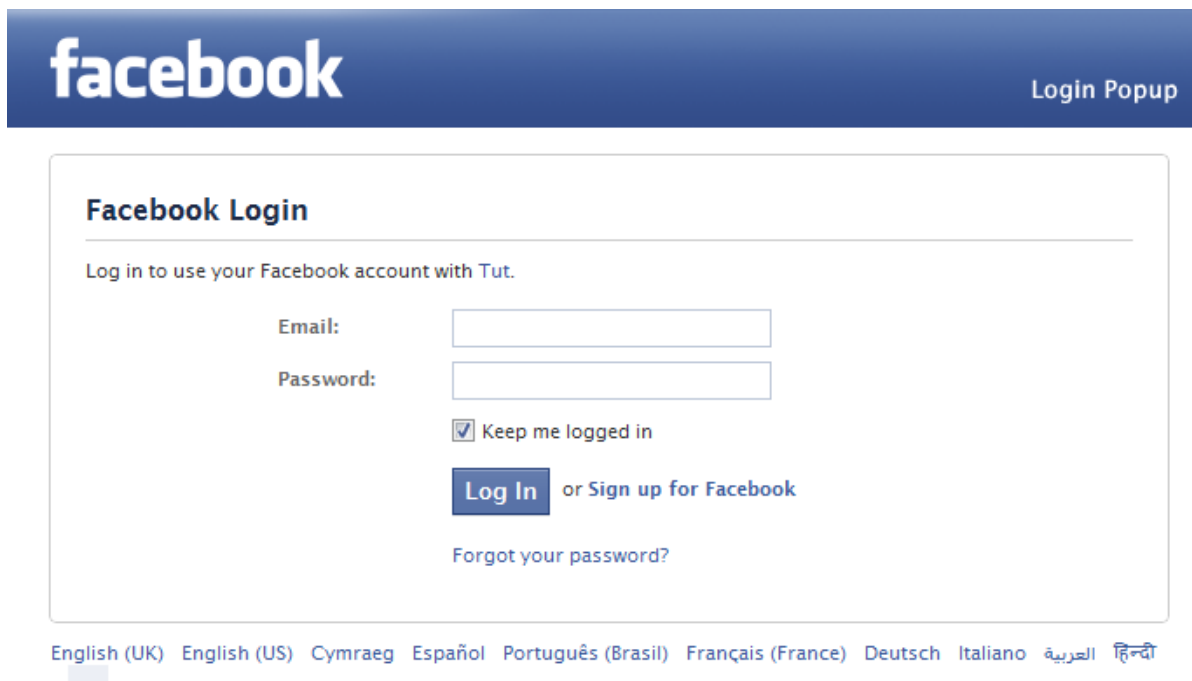 facebook
Login Popup
Facebook Login
Log in to use your Facebook account with Tut.
Email:
Password:
Keep me logged in
Log In or Sign up for Facebook
Forgot your password?
English (UK) English (US) Cymraeg Español Português (Brasil) Français (France) Deutsch Italiano العربية हिन्दी